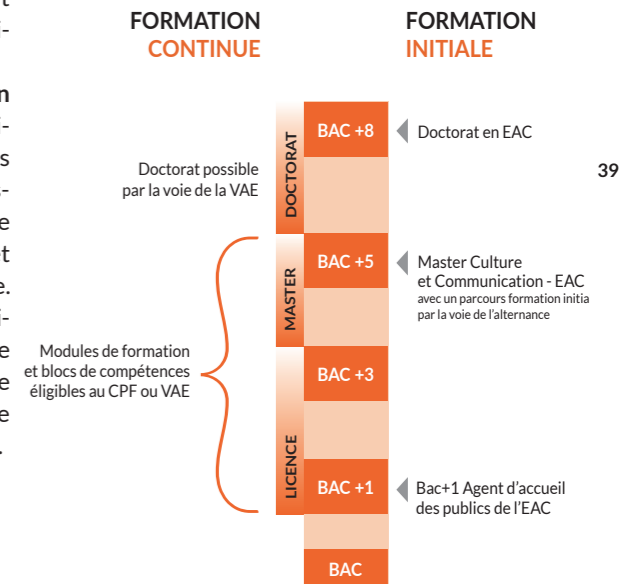 t
i-
n
i-
s
s-
e
et
e.
i-
e
e
e
.
FORMATION
CONTINUE
FORMATION
INITIALE
DOCTORAT
BAC +8
Doctorat en EAC
Doctorat possible
par la voie de la VAE
39
MASTER
BAC +5
Master Culture
et Communication - EAC
avec un parcours formation initia
par la voie de l'alternance
Modules de formation
et blocs de compétences
éligibles au CPF ou VAE
BAC +3
LICENCE
BAC +1
Bac+1 Agent d'accueil
des publics de l'EAC
BAC